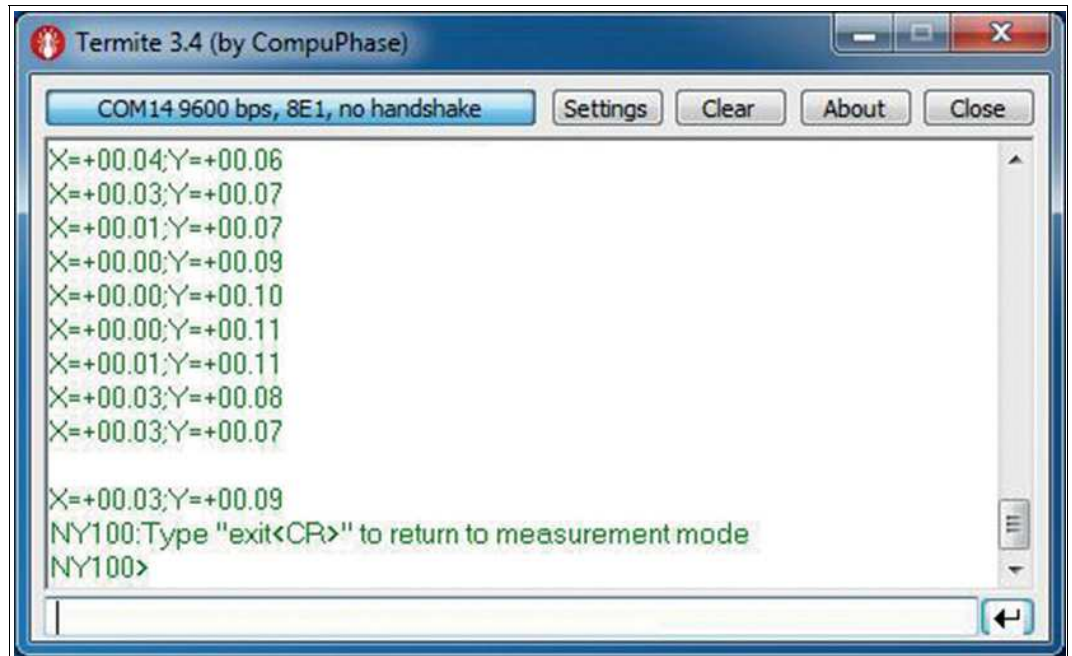 Termite 3.4 (by CompuPhase)
COM14 9600 bps, 8E1, no handshake Settings Clear About Close
X=+00.04;Y=+00.06
X=+00.03;Y=+00.07
X=+00.01;Y=+00.07
X=+00.00;Y=+00.09
X=+00.00;Y=+00.10
X=+00.00;Y=+00.11
X=+00.01;Y=+00.11
X=+00.03;Y=+00.08
X=+00.03;Y=+00.07
X=+00.03;Y=+00.09
NY100:Type "exit<CR>" to return to measurement mode
NY100>